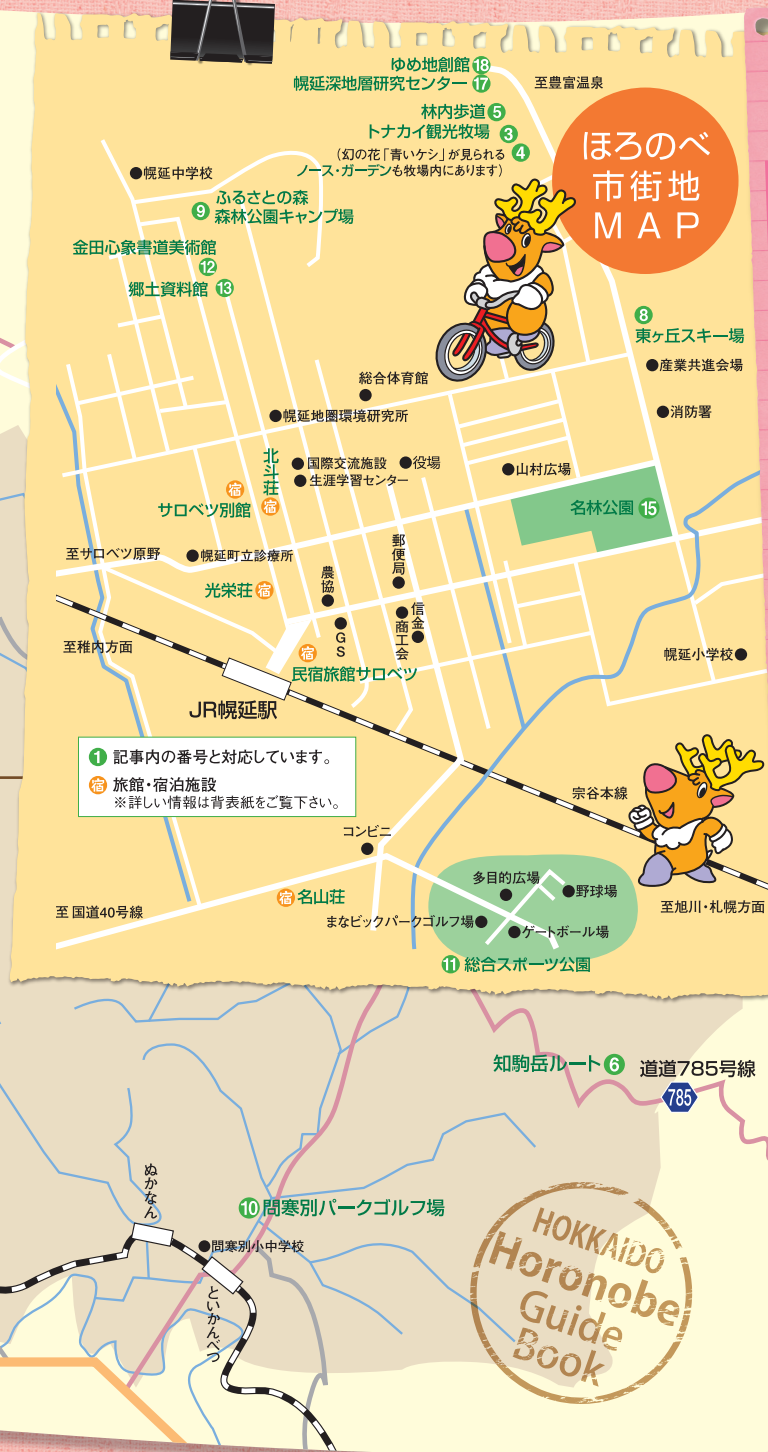 ゆめ地創館 18
幌延深地層研究センター 17
至豊富温泉
林内歩道 5
トナカイ観光牧場 3
(幻の花「青いケシ」が見られる 4
ノース・ガーデンも牧場内にあります)
ほろのべ
市街地
MAP
幌延中学校
9 ふるさとの森
森林公園キャンプ場
金田心象書道美術館
12
郷土資料館 13
8
東ヶ丘スキー場
産業共進会場
総合体育館
消防署
幌延地圏環境研究所
北斗荘
宿
国際交流施設
役場
生涯学習センター
山村広場
宿
サロベツ別館
名林公園 15
至サロベツ原野
幌延町立診療所
郵便局
農協
光栄荘 宿
信金
商工会
GS
至稚内方面
宿
民宿旅館サロベツ
幌延小学校
JR幌延駅
1 記事内の番号と対応しています。
宿 旅館・宿泊施設
※詳しい情報は背表紙をご覧下さい。
宗谷本線
コンビニ
多目的広場
野球場
宿 名山荘
至国道40号線
まなビックパークゴルフ場
ゲートボール場
至旭川・札幌方面
11 総合スポーツ公園
知駒岳ルート 6
道道785号線
785
ぬかなん
10 問寒別パークゴルフ場
問寒別小中学校
といかんべつ
HOKKAIDO
Horonobe
Guide
Book